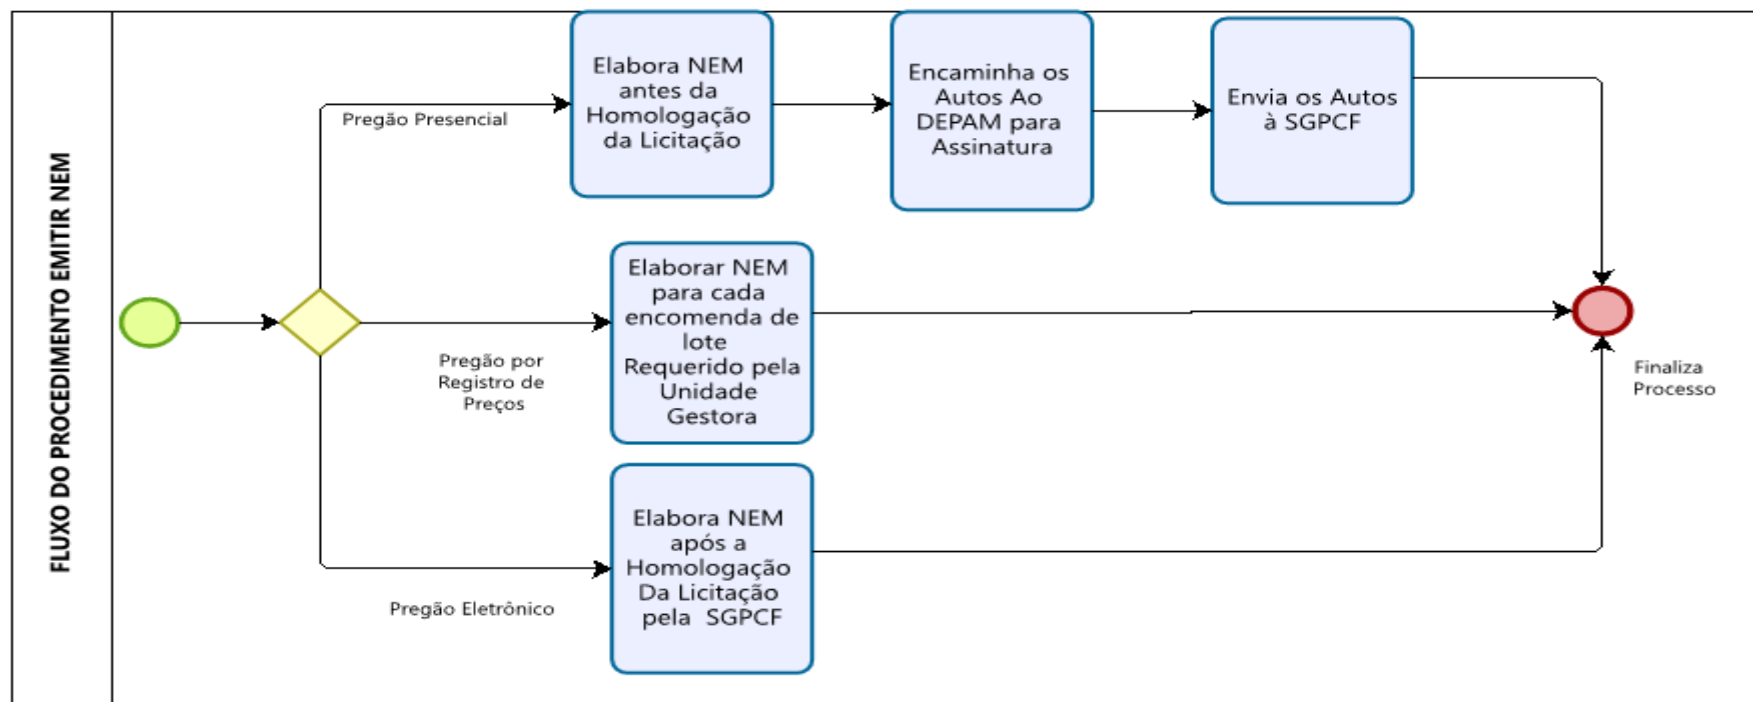 FLUXO DO PROCEDIMENTO EMITIR NEM
Pregão Presencial
Elabora NEM
antes da
Homologação
da Licitação
Encaminha os
Autos Ao
DEPAM para
Assinatura
Envia os Autos
à SGPCF
Pregão por
Registro de
Preços
Elaborar NEM
para cada
encomenda de
lote
Requerido pela
Unidade
Gestora
Finaliza
Processo
Pregão Eletrônico
Elabora NEM
após a
Homologação
Da Licitação
pela  SGPCF